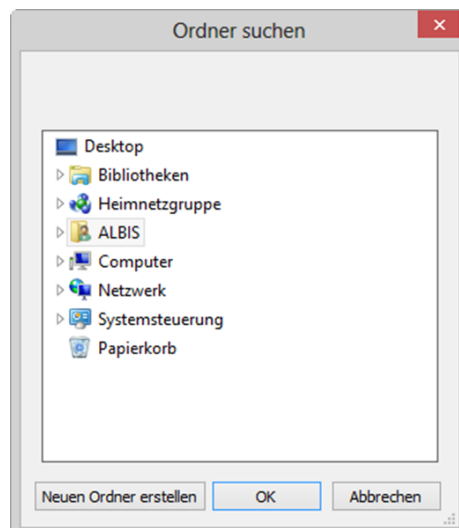 Ordner suchen
Desktop
Bibliotheken
Heimnetzgruppe
ALBIS
Computer
Netzwerk
Systemsteuerung
Papierkorb
Neuen Ordner erstellen OK Abbrechen